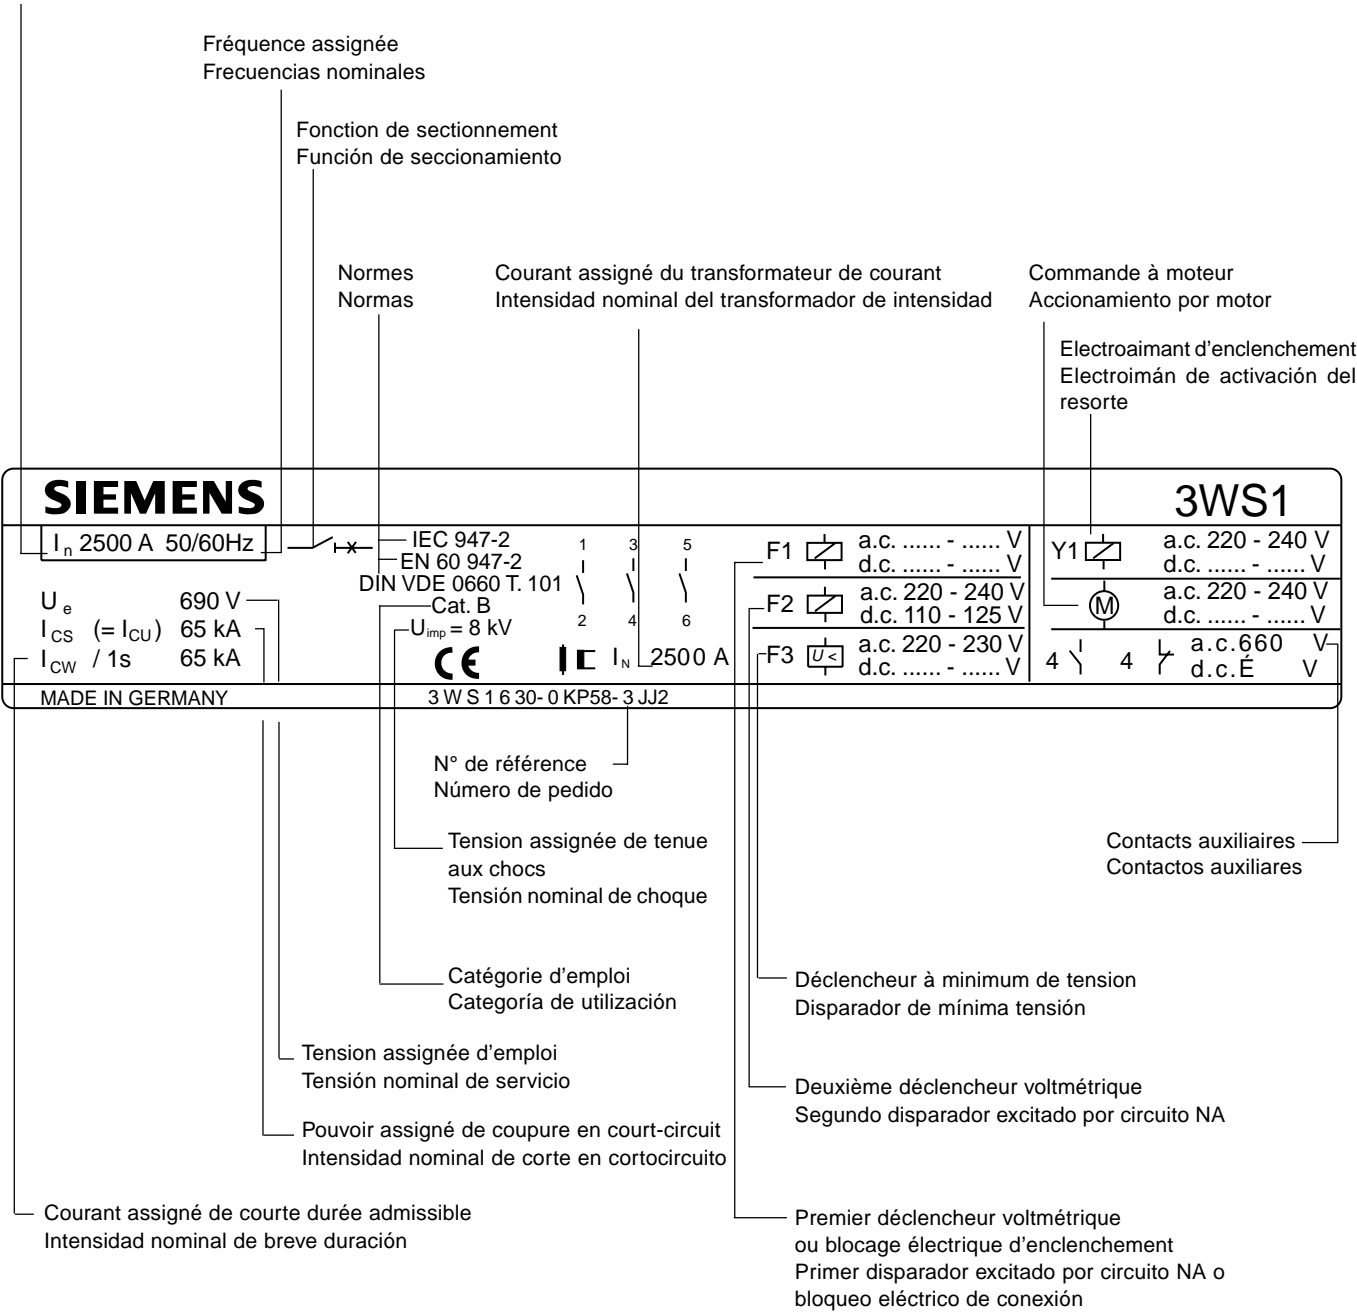 Fréquence assignée
Frecuencias nominales
Fonction de sectionnement
Función de seccionamiento
Normes
Normas
Courant assigné du transformateur de courant
Intensidad nominal del transformador de intensidad
Commande à moteur
Accionamiento por motor
Electroaimant d'enclenchement
Electroimán de activación del
resorte
SIEMENS
3WS1
I n 2500 A 50/60Hz
U e 690 V
I CS (= I CU) 65 kA
I CW / 1s 65 kA
IEC 947-2
EN 60 947-2
DIN VDE 0660 T. 101
Cat. B
U imp = 8 kV
CE
1 3 5
2 4 6
I N 2500 A
F1 a.c. ...... - ...... V
d.c. ...... - ...... V
F2 a.c. 220 - 240 V
d.c. 110 - 125 V
F3 U < a.c. 220 - 230 V
d.c. ...... - ...... V
Y1 a.c. 220 - 240 V
d.c. ...... - ...... V
M a.c. 220 - 240 V
d.c. ...... - ...... V
4 4 a.c.660 V
d.c.É V
MADE IN GERMANY
3 W S 1 6 30- 0 KP58- 3 JJ2
N° de référence
Número de pedido
Tension assignée de tenue
aux chocs
Tensión nominal de choque
Contacts auxiliaires
Contactos auxiliares
Catégorie d'emploi
Categoría de utilización
Déclencheur à minimum de tension
Disparador de mínima tensión
Tension assignée d'emploi
Tensión nominal de servicio
Deuxième déclencheur voltmétrique
Segundo disparador excitado por circuito NA
Pouvoir assigné de coupure en court-circuit
Intensidad nominal de corte en cortocircuito
Courant assigné de courte durée admissible
Intensidad nominal de breve duración
Premier déclencheur voltmétrique
ou blocage électrique d'enclenchement
Primer disparador excitado por circuito NA o
bloqueo eléctrico de conexión